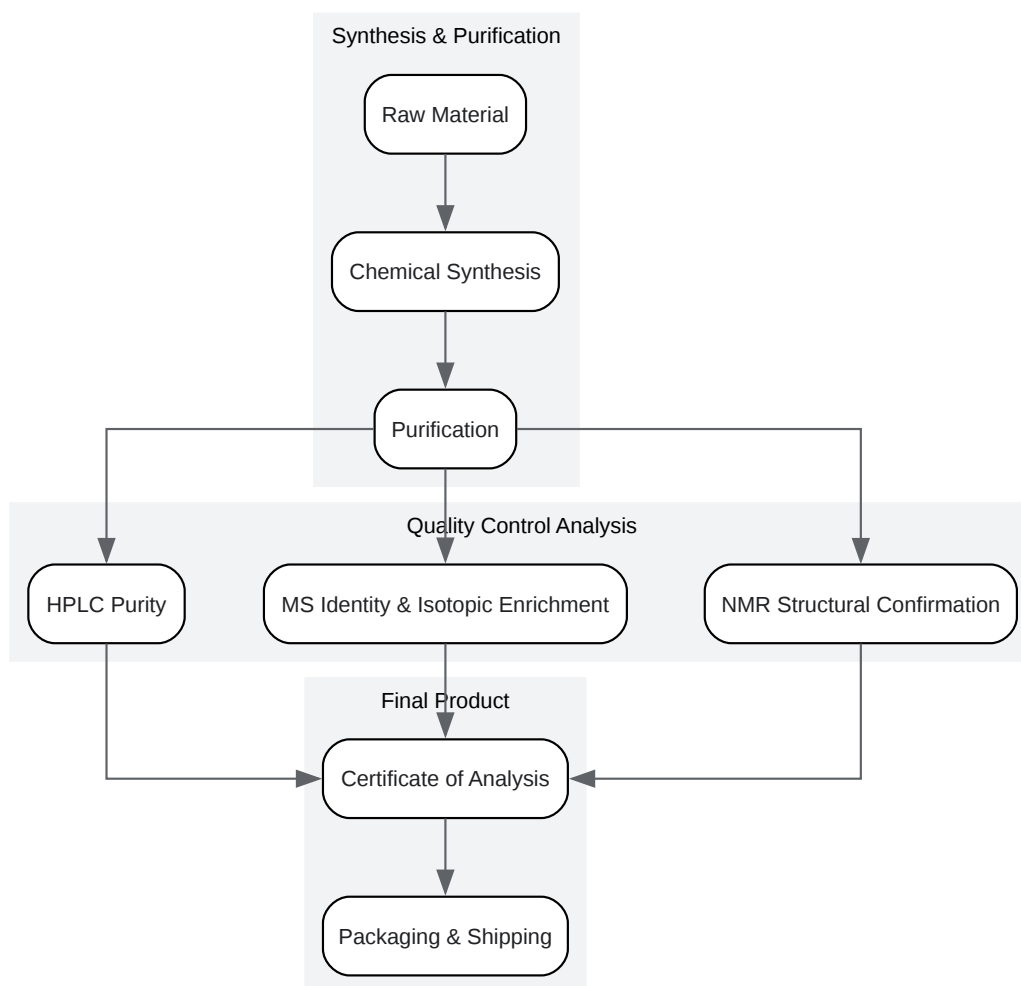 Synthesis & Purification
Raw Material
Chemical Synthesis
Purification
Quality Control Analysis
HPLC Purity
MS Identity & Isotopic Enrichment
NMR Structural Confirmation
Final Product
Certificate of Analysis
Packaging & Shipping